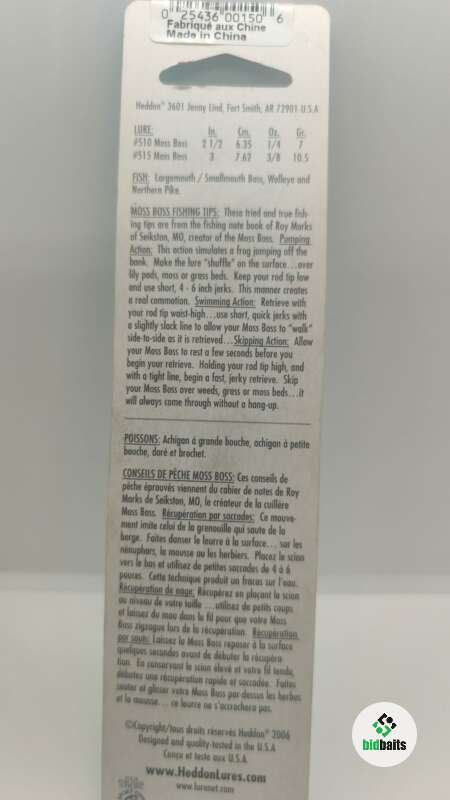 0 25436 00150 6
Fabriqué aux Chine
Made in China
Heddon® 3601 Jenny Lind, Fort Smith, AR 72901 U.S.A
LURE: In. Cm. Oz. Gr.
#510 Moss Boss 2 1/2 6.35 1/4 7
#515 Moss Boss 3 7.62 3/8 10.5
FISH: Largemouth / Smallmouth Bass, Walleye and
Northern Pike
MOSS BOSS FISHING TIPS: These tried and true fish-
ing tips are from the fishing note book of Roy Marks
of Seikston, MO, creator of the Moss Boss. Pumping
Action: This action simulates a frog jumping off the
bank. Make the lure "shuffle" on the surface...over
lily pads, moss or grass beds. Keep your rod tip low
and use short, 4 - 6 inch jerks. This manner creates
a real commotion. Swimming Action: Retrieve with
your rod tip waist-high...use short, quick jerks with
a slightly slack line to allow your Moss Boss to "walk"
side-to-side as it is retrieved...Skipping Action: Allow
your Moss Boss to rest a few seconds before you
begin your retrieve. Holding your rod tip high, and
with a tight line, begin a fast, jerky retrieve. Skip
your Moss Boss over weeds, grass or moss beds...it
will always come through without a hang-up.
POISSONS: Achigan à grande bouche, achigan à petite
bouche, doré et brochet.
CONSEILS DE PÊCHE MOSS BOSS: Ces conseils de
pêche éprouvés viennent du cahier de notes de Roy
Marks de Seikston, MO, le créateur de la cuillère
Moss Boss. Récupération par saccades: Ce mouve-
ment imite celui de la grenouille qui saute de la
berge. Faites danser le leurre à la surface... sur les
nénuphars, la mousse ou les herbiers. Placez le scion
vers le bas et utilisez de petites saccades de 4 à 6
pouces. Cette technique produit un fracas sur l'eau.
Récupération de nage: Récupérez en plaçant le scion
au niveau de votre taille ...utilisez de petits coups
et laissez du mou dans le fil pour que votre Moss
Boss zigzague lors de la récupération. Récupération
par sauts: Laissez la Moss Boss reposer à la surface
quelques secondes avant de débuter la récupéra-
tion. En conservant le scion élevé et votre fil tendu,
débutez une récupération rapide et saccadée. Faites
sauter et glisser votre Moss Boss par-dessus les herbes
et la mousse... ce leurre ne s'accrochera pas.
©Copyright/tous droits réservés Heddon® 2006
Designed and quality-tested in the U.S.A
Conçu et teste aux U.S.A.
www.HeddonLures.com
www.lurenet.com
bidbaits